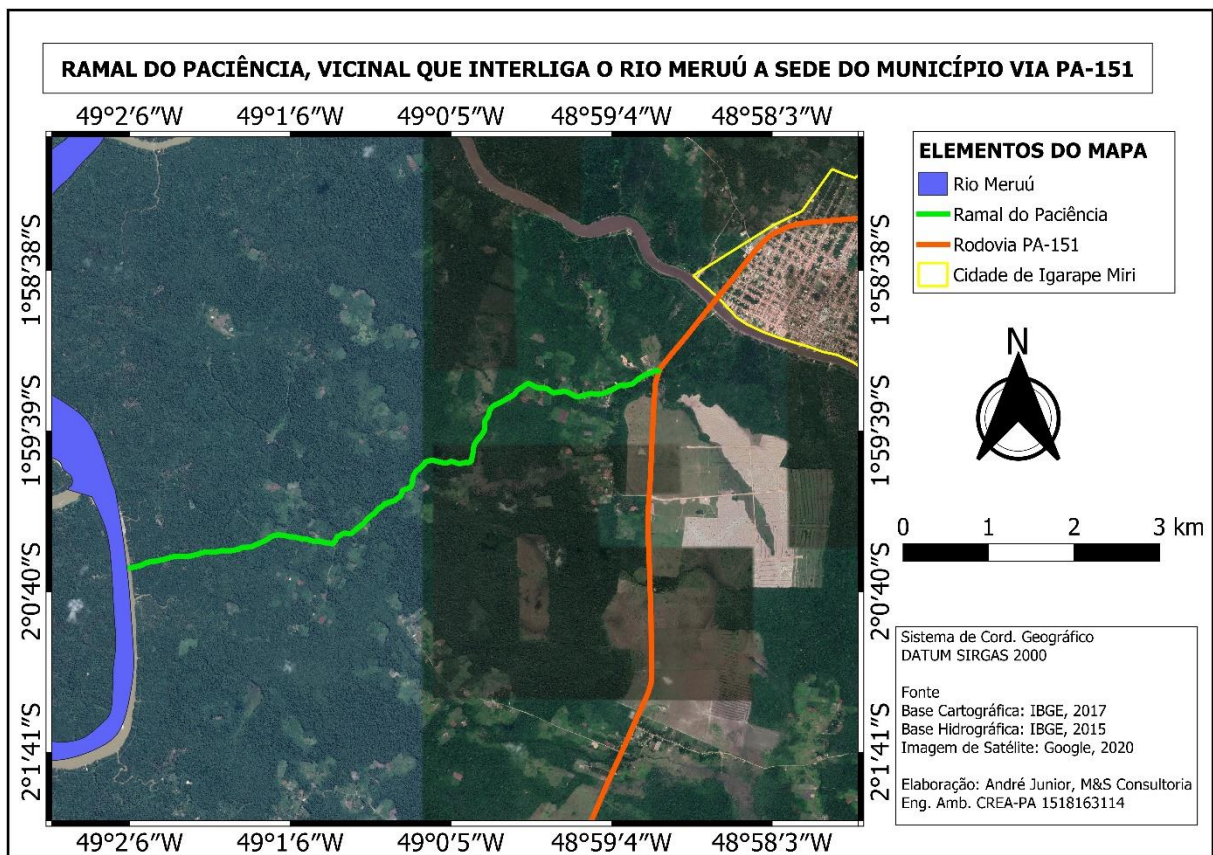 RAMAL DO PACIÊNCIA, VICINAL QUE INTERLIGA O RIO MERUÚ A SEDE DO MUNICÍPIO VIA PA-151
49°2′6″W 49°1′6″W 49°0′5″W 48°59′4″W 48°58′3″W
1°58′38″S
1°59′39″S
2°0′40″S
2°1′41″S
1°58′38″S
1°59′39″S
2°0′40″S
2°1′41″S
49°2′6″W 49°1′6″W 49°0′5″W 48°59′4″W 48°58′3″W
ELEMENTOS DO MAPA
Rio Meruú
Ramal do Paciência
Rodovia PA-151
Cidade de Igarape Miri
N
0 1 2 3 km
Sistema de Cord. Geográfico
DATUM SIRGAS 2000
Fonte
Base Cartográfica: IBGE, 2017
Base Hidrográfica: IBGE, 2015
Imagem de Satélite: Google, 2020
Elaboração: André Junior, M&S Consultoria
Eng. Amb. CREA-PA 1518163114